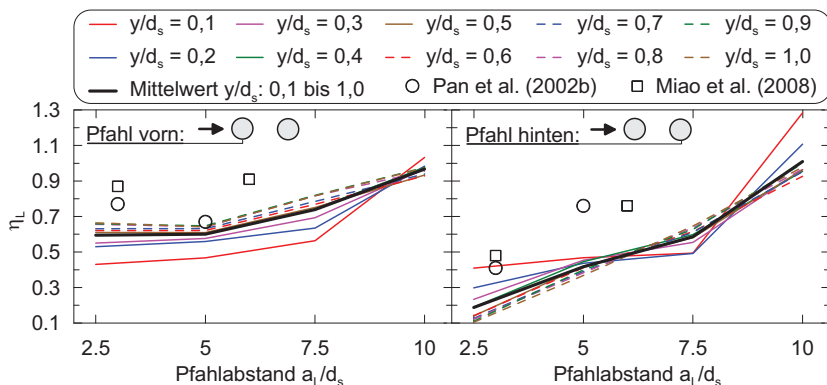 y/dₛ = 0,1 y/dₛ = 0,3 y/dₛ = 0,5 y/dₛ = 0,7 y/dₛ = 0,9
y/dₛ = 0,2 y/dₛ = 0,4 y/dₛ = 0,6 y/dₛ = 0,8 y/dₛ = 1,0
Mittelwert y/dₛ: 0,1 bis 1,0 Pan et al. (2002b) Miao et al. (2008)
Pfahl vorn:
Pfahl hinten:
1.3
1.1
0.9
0.7
0.5
0.3
0.1
η_L
2.5 5 7.5 10
2.5 5 7.5 10
Pfahlabstand a_L/dₛ
Pfahlabstand a_L/dₛ